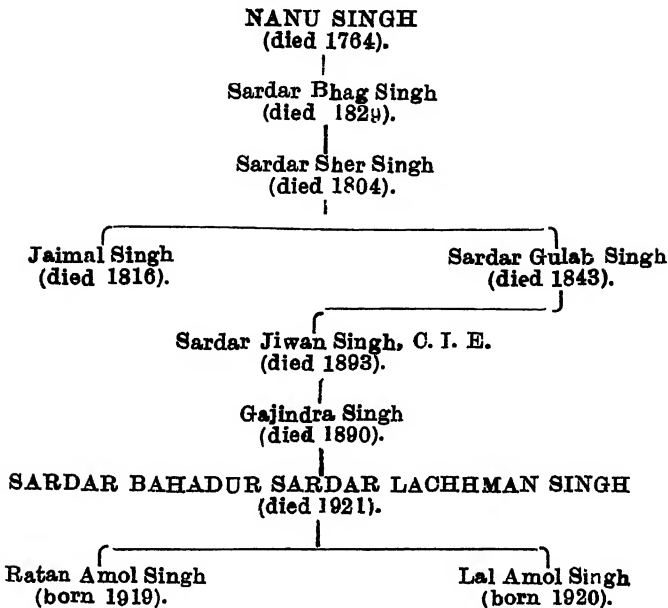 NANU SINGH
(died 1764).
Sardar Bhag Singh
(died 1829).
Sardar Sher Singh
(died 1804).
Jaimal Singh
(died 1816).
Sardar Gulab Singh
(died 1843).
Sardar Jiwan Singh, C. I. E.
(died 1893).
Gajindra Singh
(died 1890).
SARDAR BAHADUR SARDAR LACHHMAN SINGH
(died 1921).
Ratan Amol Singh
(born 1919).
Lal Amol Singh
(born 1920).